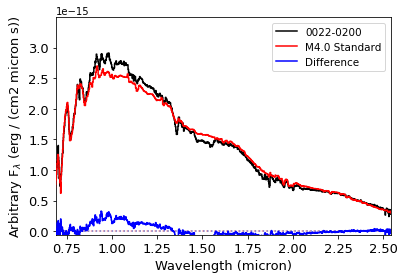 1e−15
3.0
2.5
2.0
1.5
1.0
0.5
0.0
Arbitrary Fλ (erg / (cm2 micron s))
0022-0200
M4.0 Standard
Difference
0.75 1.00 1.25 1.50 1.75 2.00 2.25 2.50
Wavelength (micron)